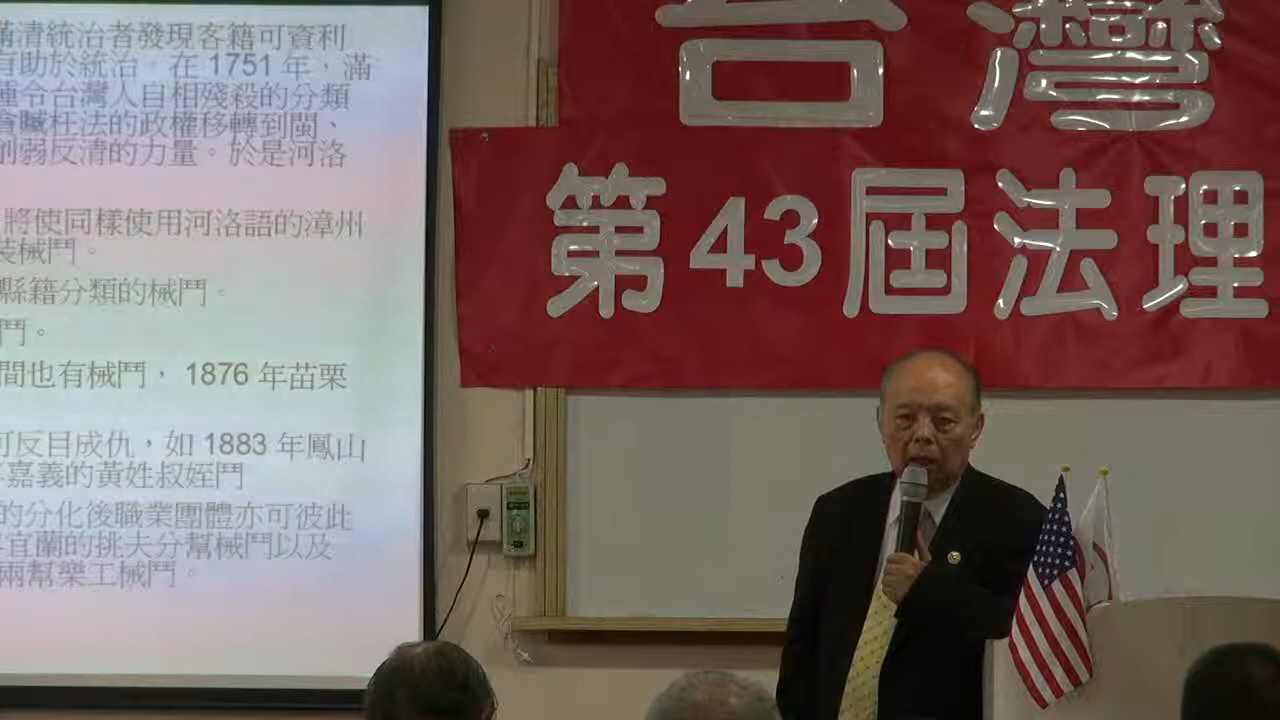 滿清統治者發現客籍可資利
有助於統治。在 1751 年，滿
種令台灣人自相殘殺的分類
貪贓枉法的政權移轉到閩、
削弱反清的力量。於是河洛
將使同樣使用河洛語的漳州
裝械鬥。
縣籍分類的械鬥。
鬥。
間也有械鬥， 1876 年苗栗
可反目成仇，如 1883 年鳳山
嘉義的黃姓叔姪鬥
的分化後職業團體亦可彼此
宜蘭的挑夫分幫械鬥以及
兩幫樂工械鬥。
台灣
第43屆法理